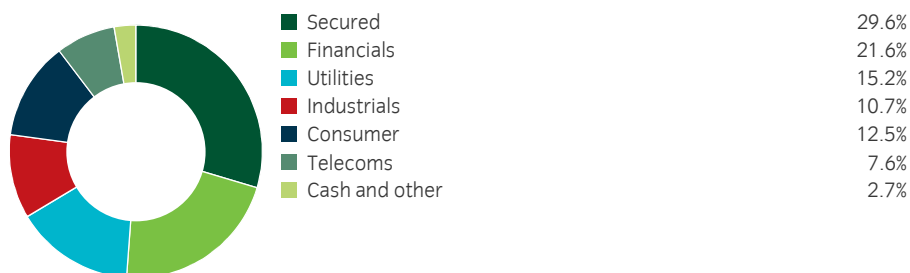 Secured 29.6%
Financials 21.6%
Utilities 15.2%
Industrials 10.7%
Consumer 12.5%
Telecoms 7.6%
Cash and other 2.7%